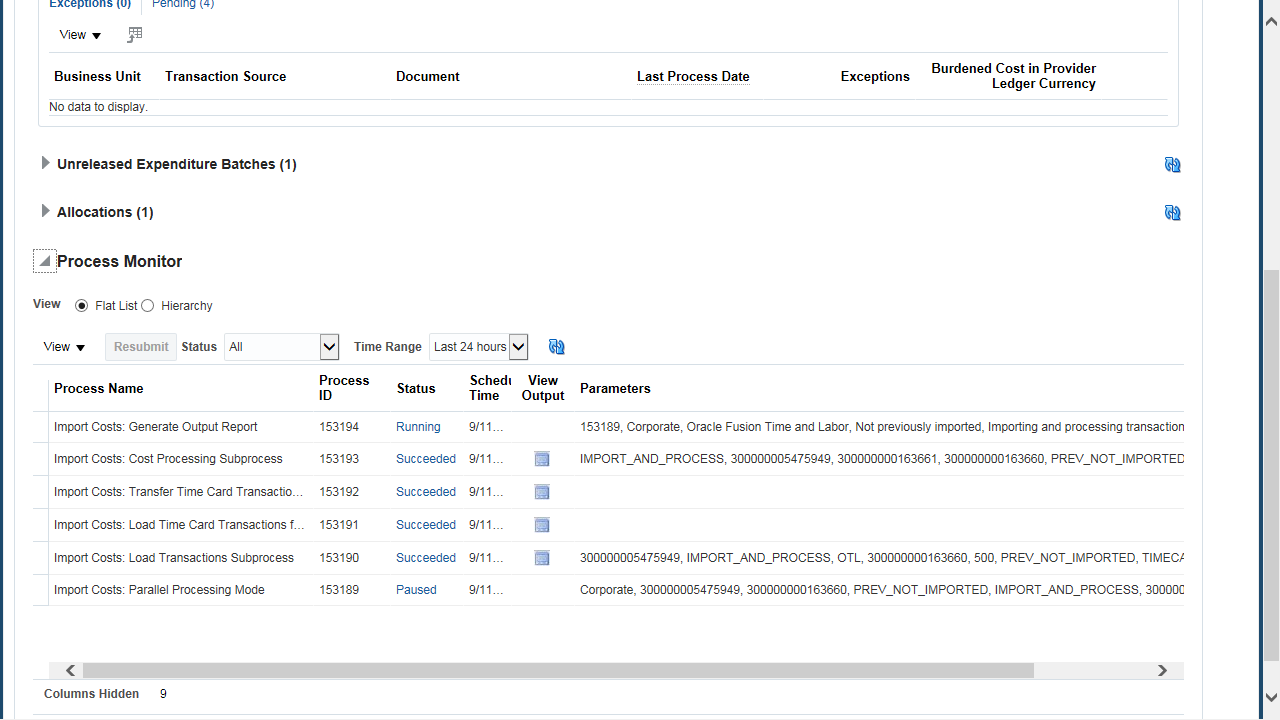 Exceptions (0) Pending (4)
View
Business Unit Transaction Source Document Last Process Date Exceptions Burdened Cost in Provider
Ledger Currency
No data to display.
Unreleased Expenditure Batches (1)
Allocations (1)
Process Monitor
View Flat List Hierarchy
View Resubmit Status All Time Range Last 24 hours
Process Name Process ID Status Schedu Time View Output Parameters
Import Costs: Generate Output Report 153194 Running 9/11... 153189, Corporate, Oracle Fusion Time and Labor, Not previously imported, Importing and processing transaction
Import Costs: Cost Processing Subprocess 153193 Succeeded 9/11... IMPORT_AND_PROCESS, 300000005475949, 300000000163661, 300000000163660, PREV_NOT_IMPORTED
Import Costs: Transfer Time Card Transactio... 153192 Succeeded 9/11...
Import Costs: Load Time Card Transactions f... 153191 Succeeded 9/11...
Import Costs: Load Transactions Subprocess 153190 Succeeded 9/11... 300000005475949, IMPORT_AND_PROCESS, OTL, 300000000163660, 500, PREV_NOT_IMPORTED, TIMECA
Import Costs: Parallel Processing Mode 153189 Paused 9/11... Corporate, 300000005475949, 300000000163660, PREV_NOT_IMPORTED, IMPORT_AND_PROCESS, 300000
Columns Hidden 9